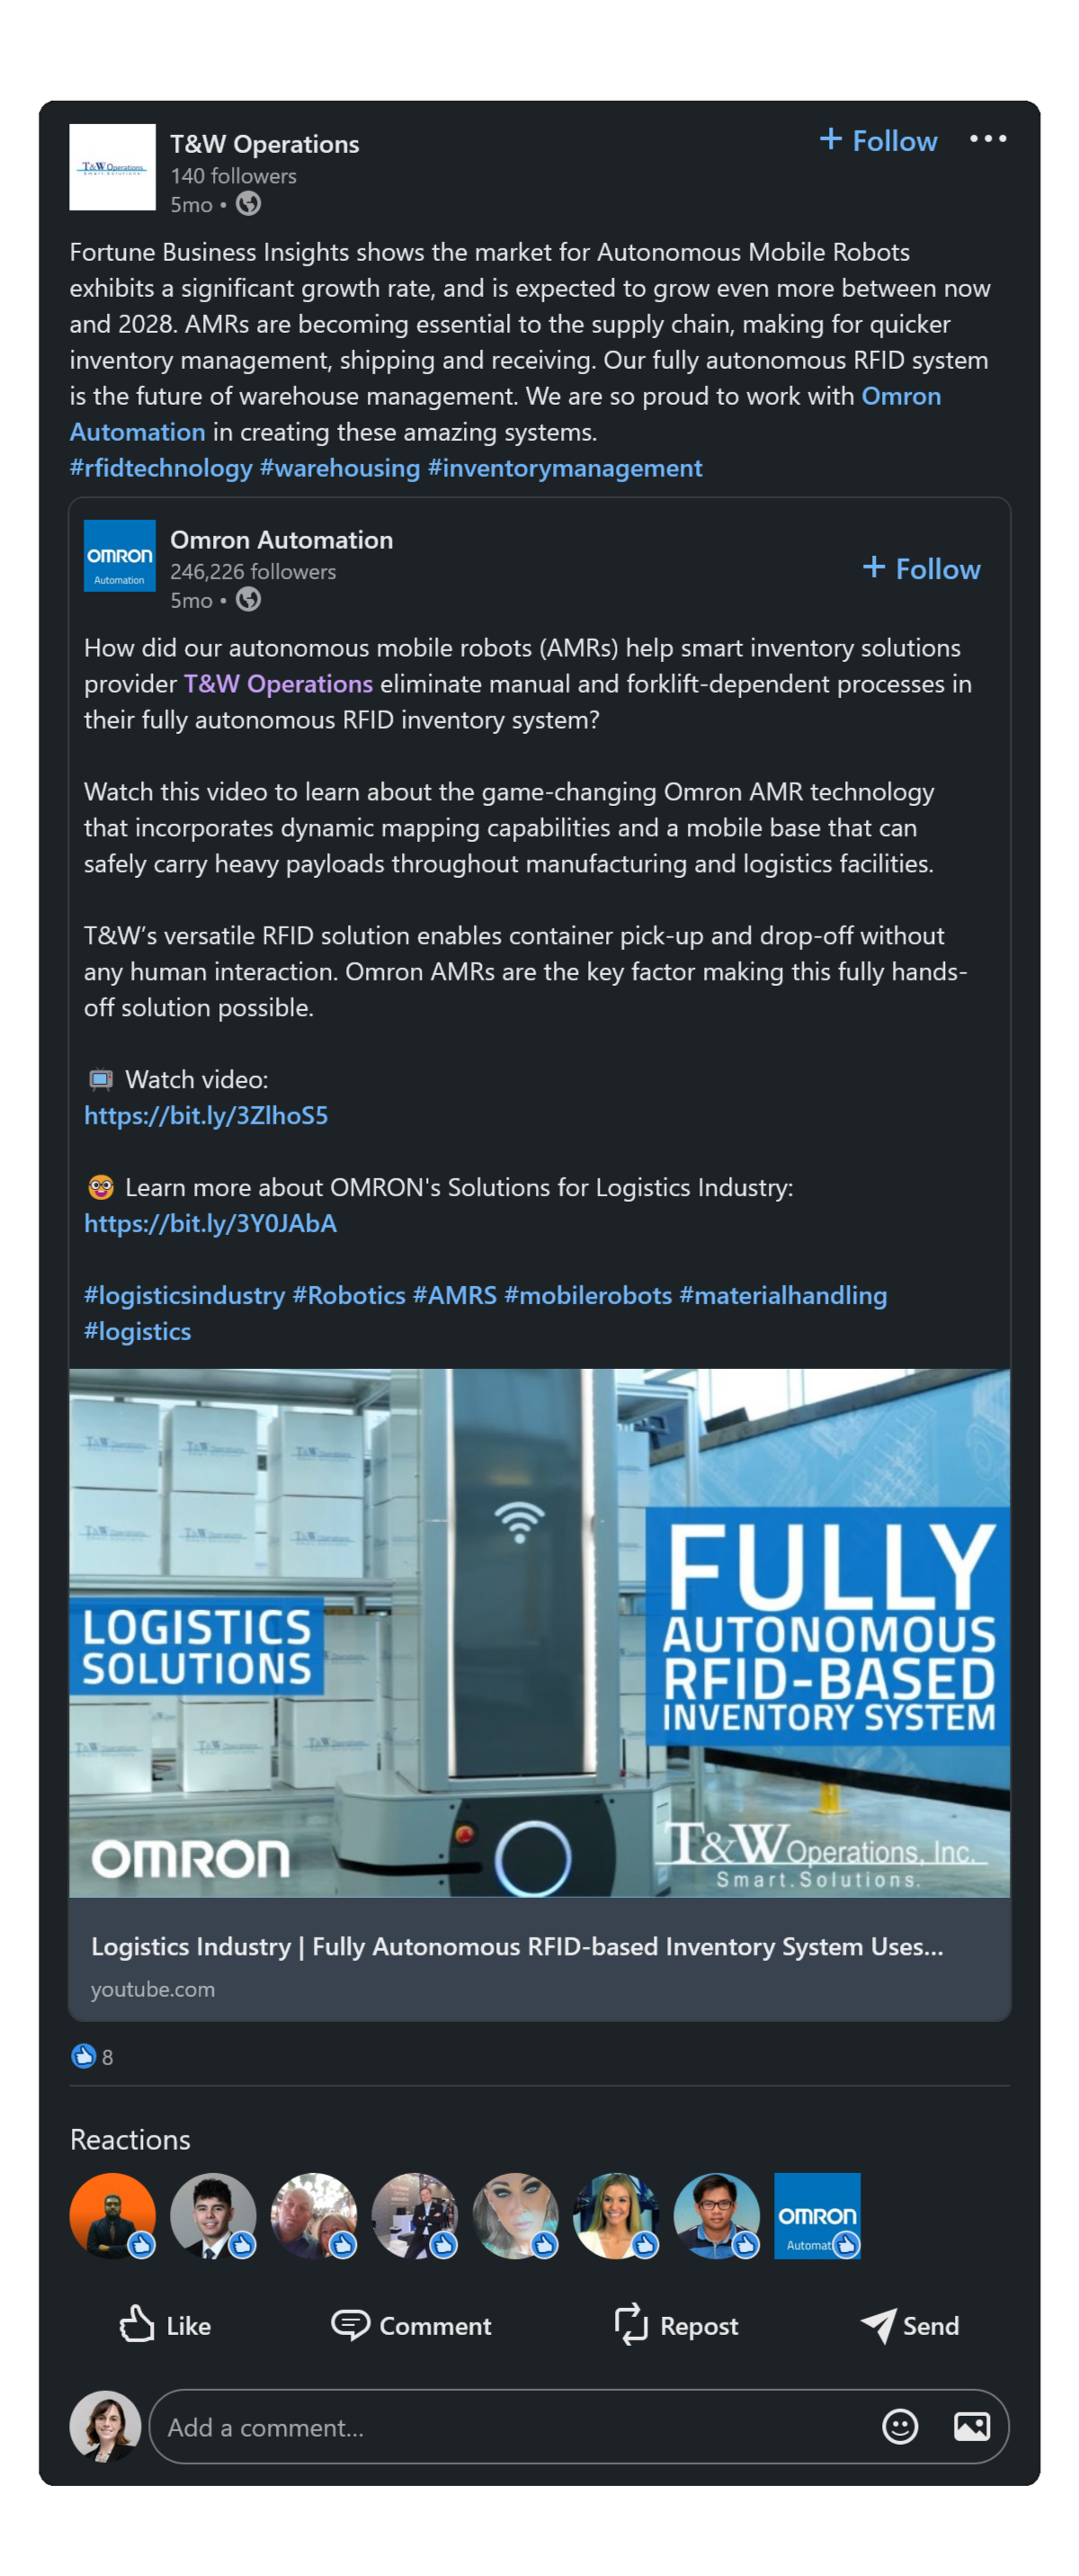 T&W Operations
Smart.Solutions.
T&W Operations
140 followers
5mo •
+ Follow
Fortune Business Insights shows the market for Autonomous Mobile Robots
exhibits a significant growth rate, and is expected to grow even more between now
and 2028. AMRs are becoming essential to the supply chain, making for quicker
inventory management, shipping and receiving. Our fully autonomous RFID system
is the future of warehouse management. We are so proud to work with Omron
Automation in creating these amazing systems.
#rfidtechnology #warehousing #inventorymanagement
OMRON
Automation
Omron Automation
246,226 followers
5mo •
+ Follow
How did our autonomous mobile robots (AMRs) help smart inventory solutions
provider T&W Operations eliminate manual and forklift-dependent processes in
their fully autonomous RFID inventory system?
Watch this video to learn about the game-changing Omron AMR technology
that incorporates dynamic mapping capabilities and a mobile base that can
safely carry heavy payloads throughout manufacturing and logistics facilities.
T&W’s versatile RFID solution enables container pick-up and drop-off without
any human interaction. Omron AMRs are the key factor making this fully hands-
off solution possible.
📺 Watch video:
https://bit.ly/3ZlhoS5
🤓 Learn more about OMRON's Solutions for Logistics Industry:
https://bit.ly/3Y0JAbA
#logisticsindustry #Robotics #AMRS #mobilerobots #materialhandling
#logistics
LOGISTICS
SOLUTIONS
FULLY
AUTONOMOUS
RFID-BASED
INVENTORY SYSTEM
OMRON
T&W Operations, Inc.
Smart.Solutions.
Logistics Industry | Fully Autonomous RFID-based Inventory System Uses...
youtube.com
8
Reactions
OMRON
Automat
Like
Comment
Repost
Send
Add a comment...